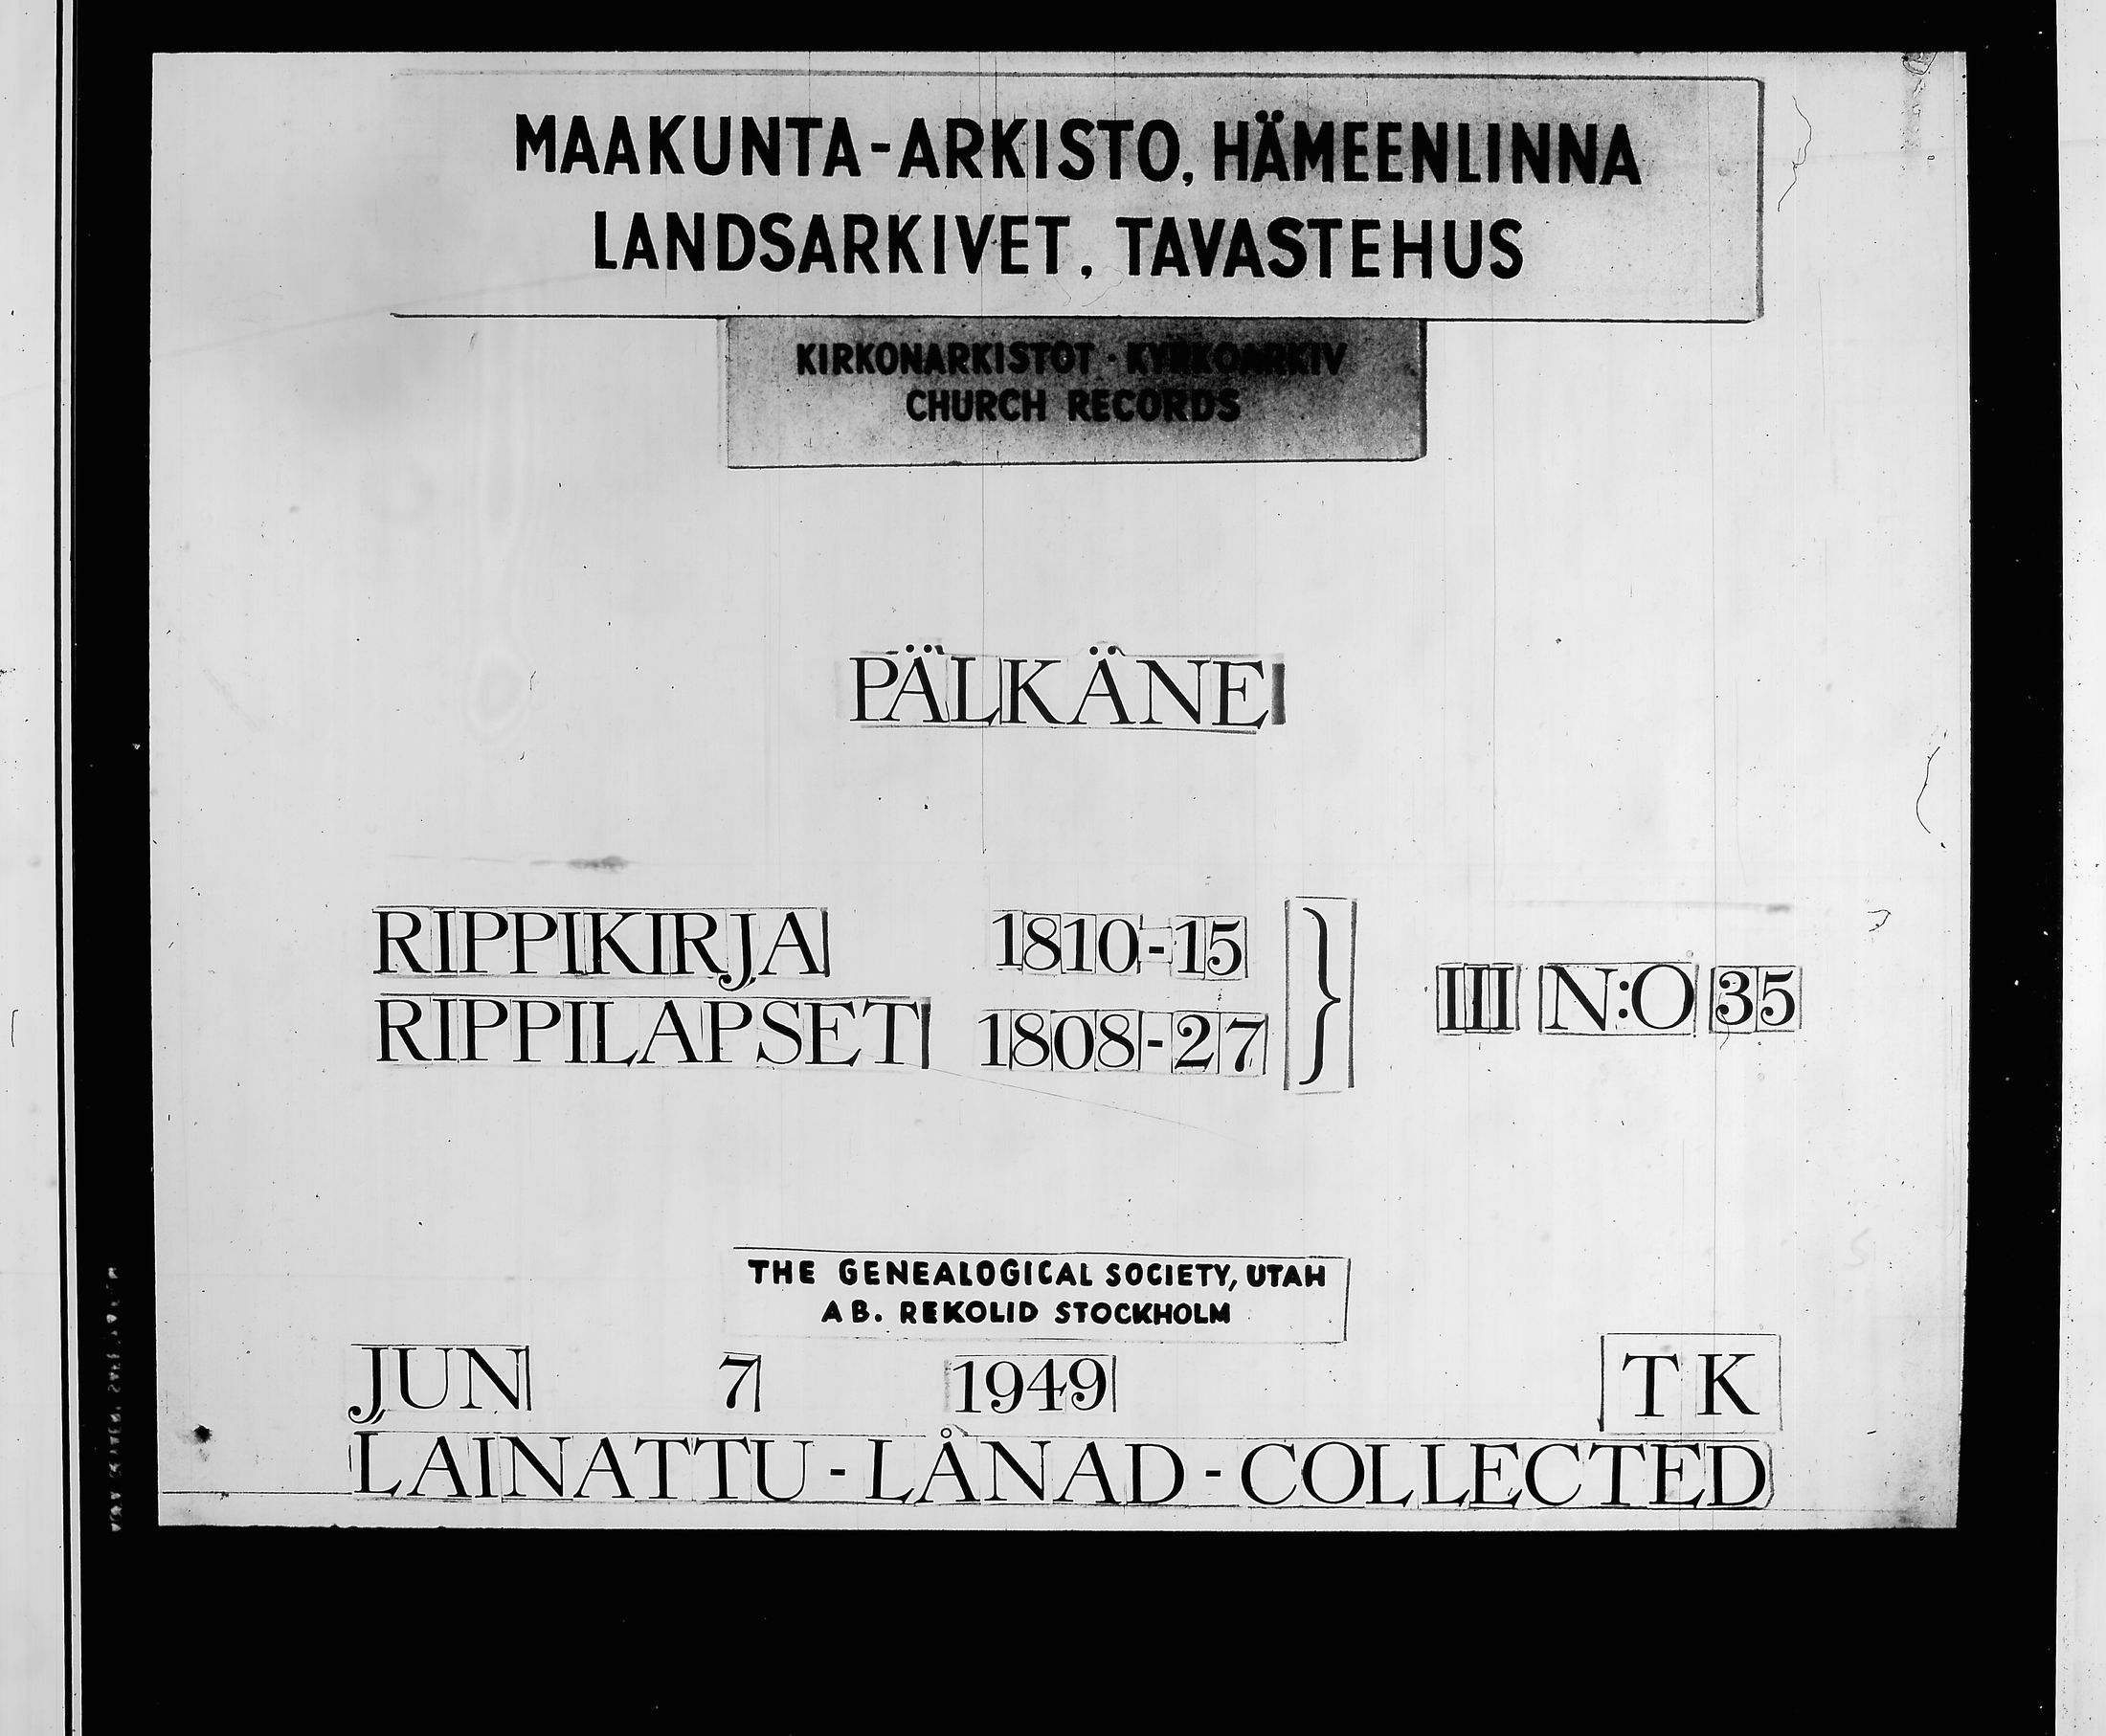 MAAKUNTA-ARKISTO, HÄMEENLINNA
LANDSARKIVET, TAVASTEHUS
KIRKONARKISTOT · KYRKOARKIV
CHURCH RECORDS
PÄLKÄNE
RIPPIKIRJA 1810-15
RIPPILAPSET 1808-27 } III N:O 35
THE GENEALOGICAL SOCIETY, UTAH
AB. REKOLID STOCKHOLM
JUN 7 1949 TK
LAINATTU-LÅNAD-COLLECTED